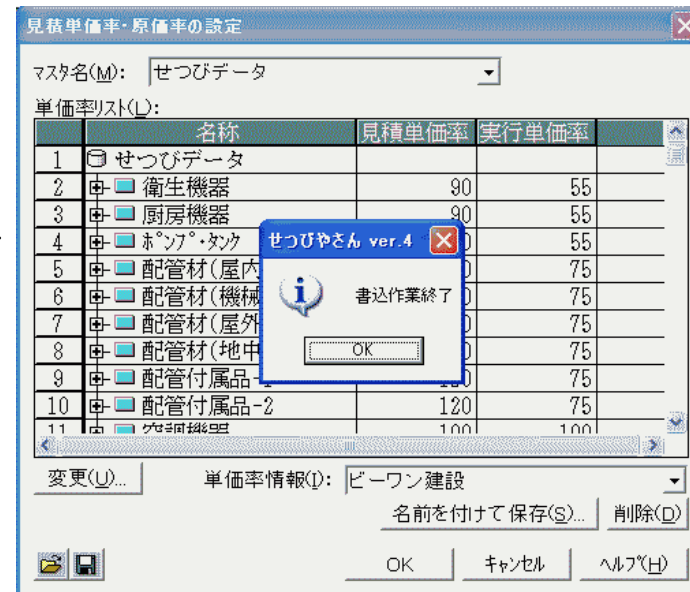 見積単価率・原価率の設定
マスタ名(M): せつびデータ
単価率リスト(L):
名称 見積単価率 実行単価率
1 せつびデータ
2 衛生機器 90 55
3 厨房機器 90 55
4 ポンプ・タンク 55
5 配管材(屋内 75
6 配管材(機械 75
7 配管材(屋外 75
8 配管材(地中 75
9 配管付属品-1 75
10 配管付属品-2 120 75
11 空調機器 100 100
せつびやさん ver.4
書込作業終了
OK
変更(U)... 単価率情報(I): ビーワン建設
名前を付けて保存(S)... 削除(D)
OK キャンセル ヘルプ(H)